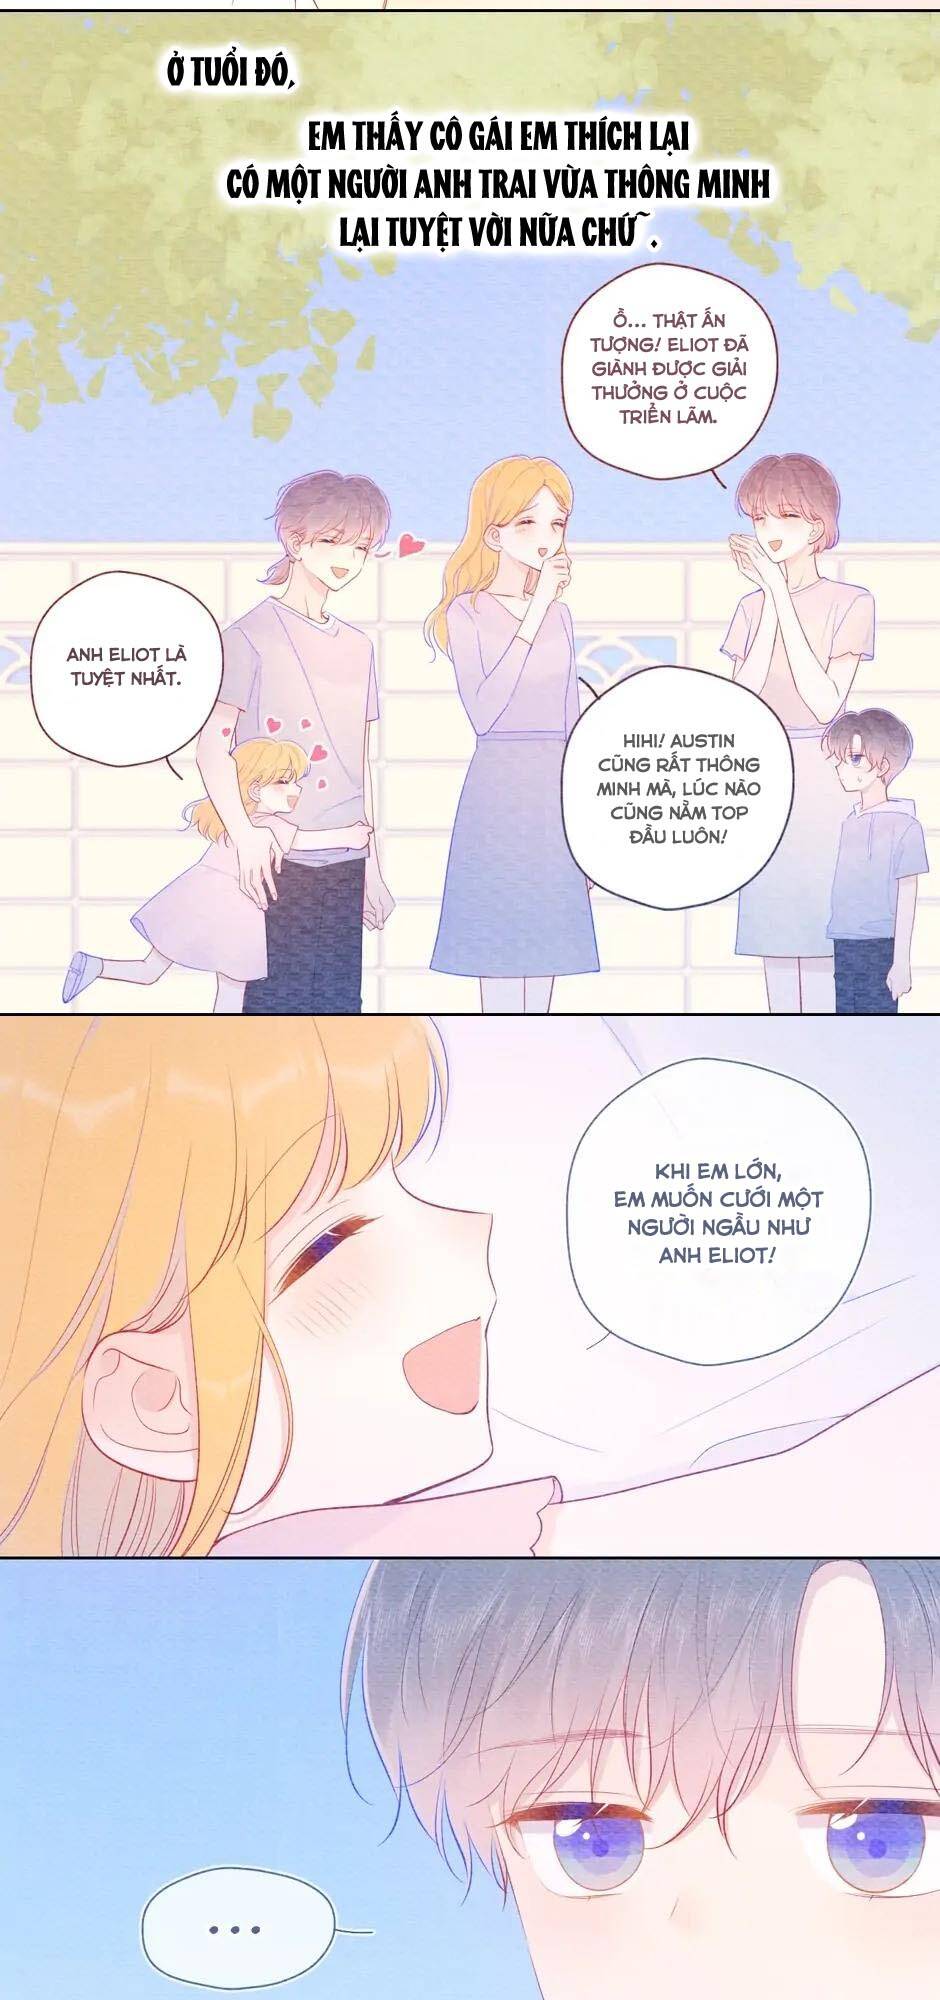 Ở TUỔI ĐÓ,
EM THẤY CÔ GÁI EM THÍCH LẠI
CÓ MỘT NGƯỜI ANH TRAI VỪA THÔNG MINH
LẠI TUYỆT VỜI NỮA CHỨ~.
Ồ... THẬT ẤN
TƯỢNG! ELIOT ĐÃ
GIÀNH ĐƯỢC GIẢI
THƯỞNG Ở CUỘC
TRIỂN LÃM.
ANH ELIOT LÀ
TUYỆT NHẤT.
HIHI! AUSTIN
CŨNG RẤT THÔNG
MINH MÀ, LÚC NÀO
CŨNG NẰM TOP
ĐẦU LUÔN!
KHI EM LỚN,
EM MUỐN CƯỚI MỘT
NGƯỜI NGẦU NHƯ
ANH ELIOT!
...